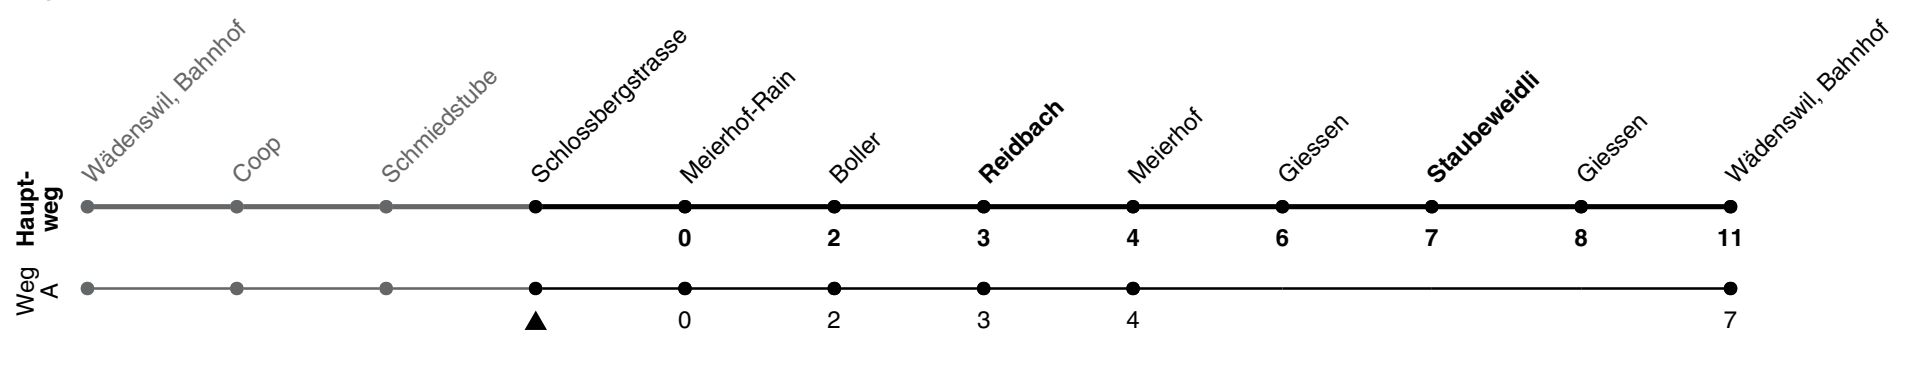 Wädenswil, Bahnhof
Coop
Schmiedstube
Schlossbergstrasse
Meierhof-Rain
Boller
Reidbach
Meierhof
Giessen
Staubeweidli
Giessen
Wädenswil, Bahnhof
Haupt-
weg
0 2 3 4 6 7 8 11
Weg
A
0 2 3 4 7